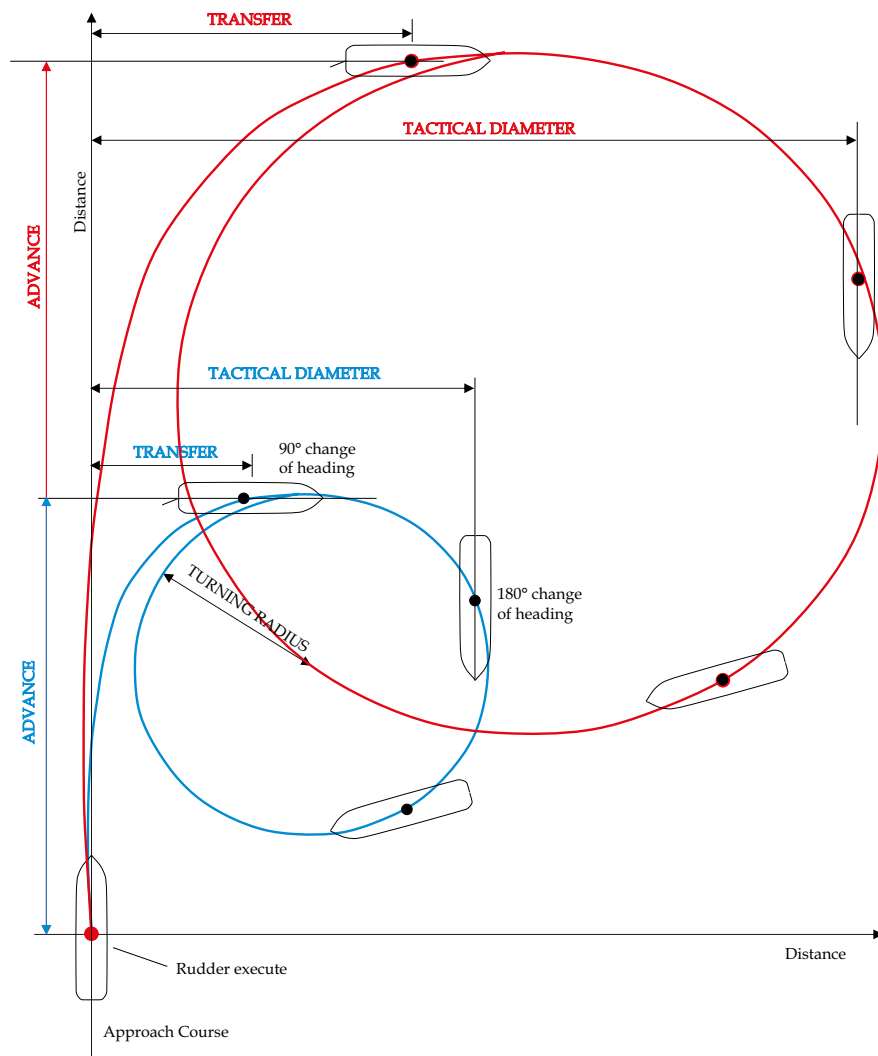 TRANSFER
TACTICAL DIAMETER
Distance
ADVANCE
TACTICAL DIAMETER
TRANSFER
90° change
of heading
TURNING RADIUS
180° change
of heading
ADVANCE
Distance
Rudder execute
Approach Course